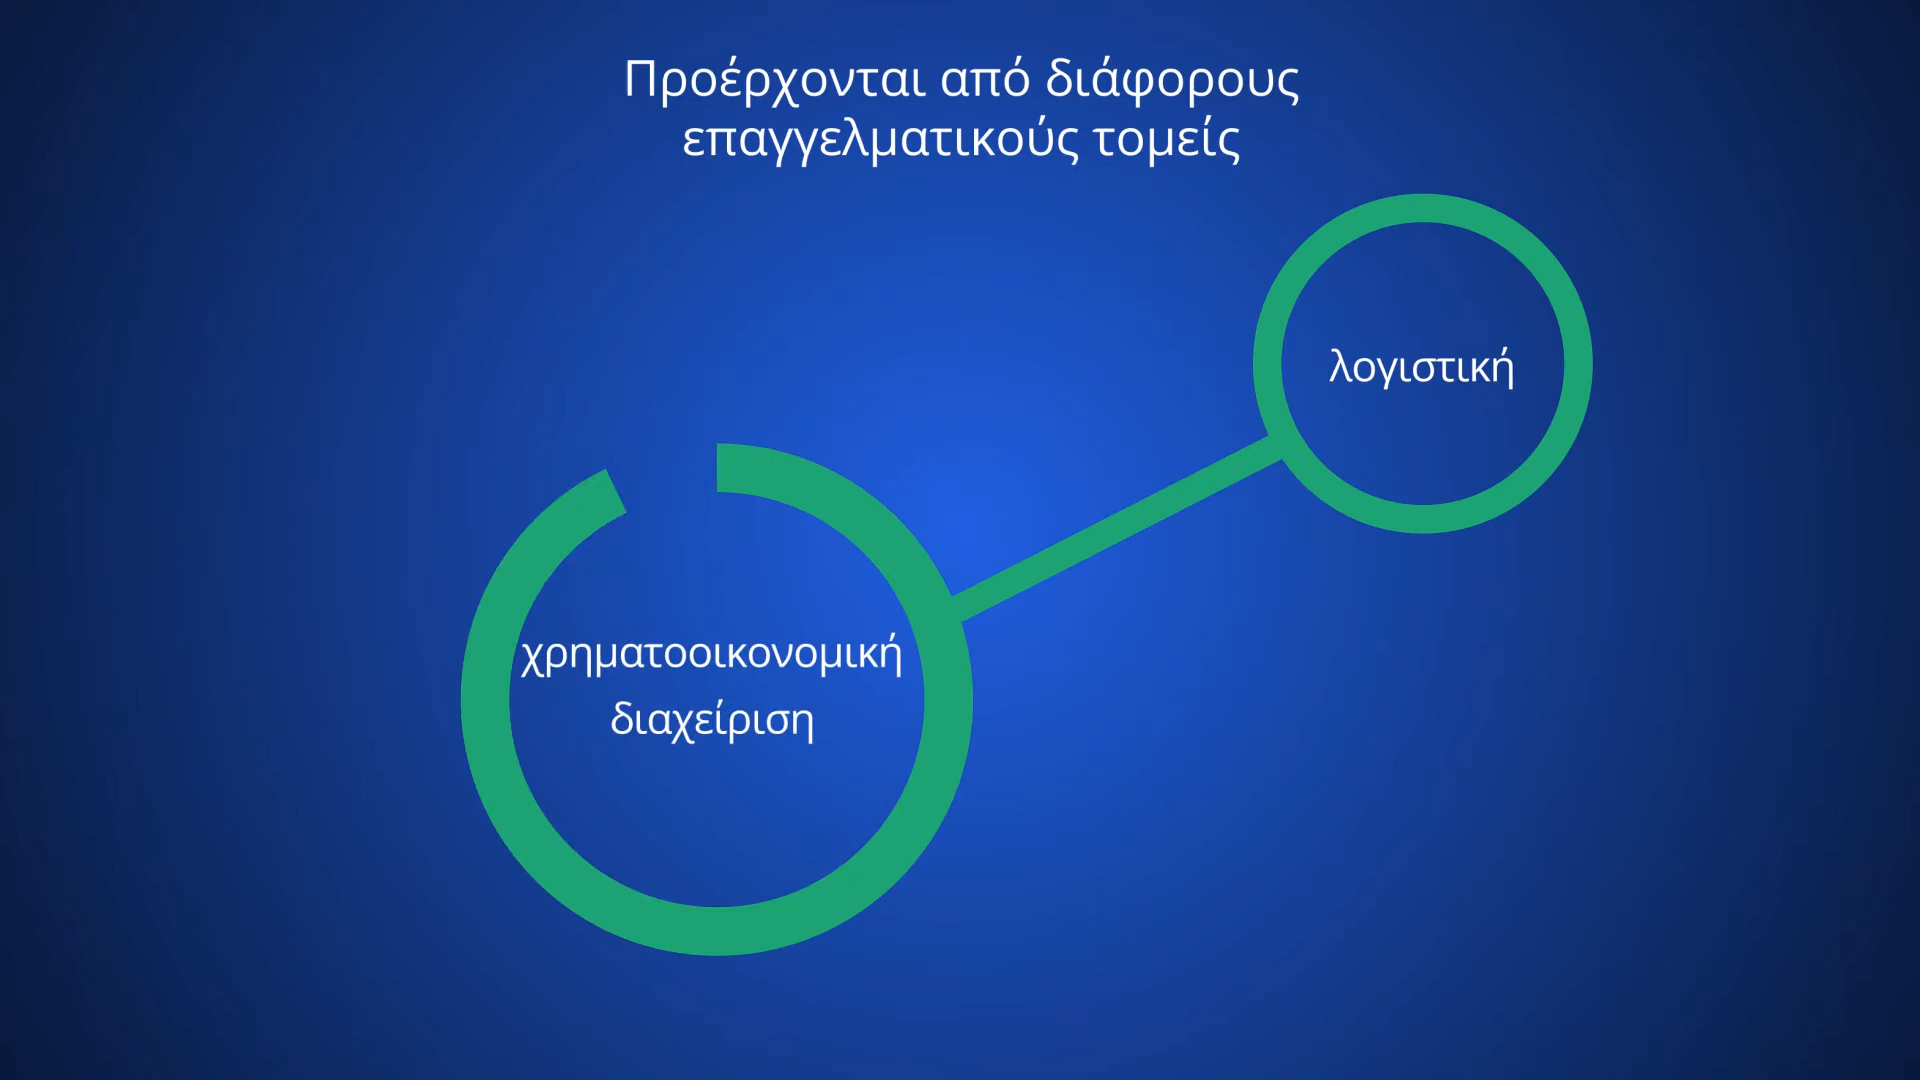 Προέρχονται από διάφορους
επαγγελματικούς τομείς
λογιστική
χρηματοοικονομική
διαχείριση